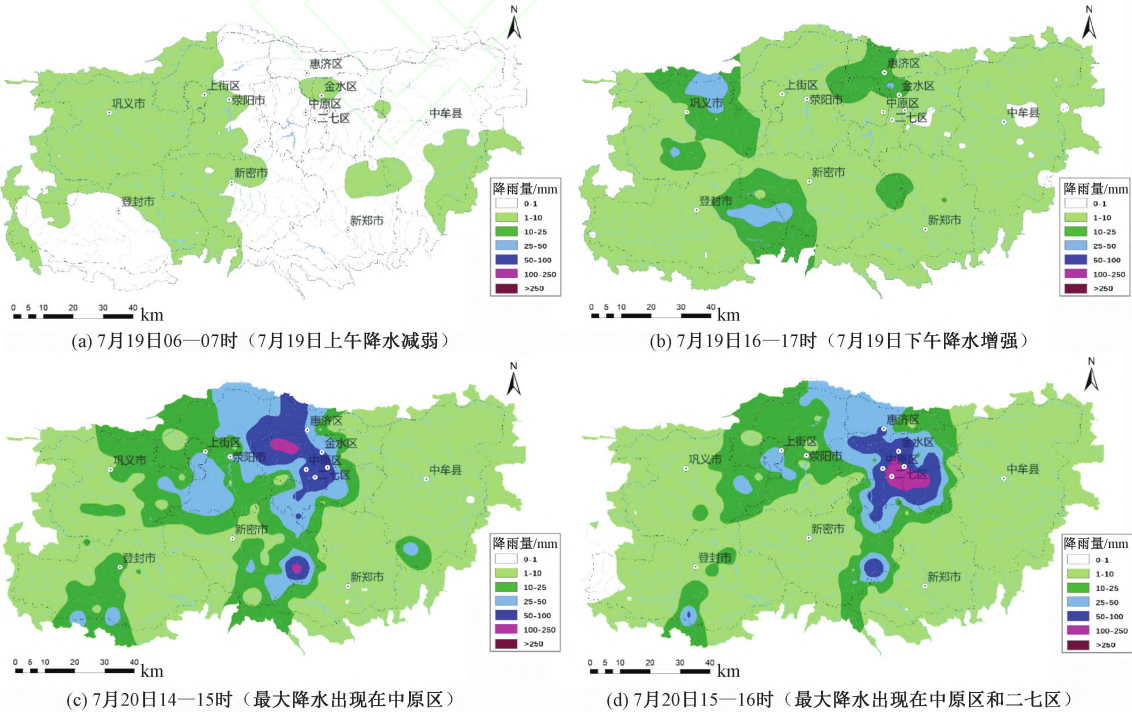 N
惠济区
上街区
金水区
巩义市
荥阳市
中原区
二七区
中牟县
新密市
登封市
新郑市
降雨量/mm
0-1
1-10
10-25
25-50
50-100
100-250
>250
0 5 10 20 30 40
km
(a) 7月19日06—07时（7月19日上午降水减弱）
N
惠济区
上街区
金水区
巩义市
荥阳市
中原区
二七区
中牟县
新密市
登封市
新郑市
降雨量/mm
0-1
1-10
10-25
25-50
50-100
100-250
>250
0 5 10 20 30 40
km
(b) 7月19日16—17时（7月19日下午降水增强）
N
惠济区
上街区
金水区
巩义市
荥阳市
中原区
二七区
中牟县
新密市
登封市
新郑市
降雨量/mm
0-1
1-10
10-25
25-50
50-100
100-250
>250
0 5 10 20 30 40
km
(c) 7月20日14—15时（最大降水出现在中原区）
N
惠济区
上街区
金水区
巩义市
荥阳市
中原区
二七区
中牟县
新密市
登封市
新郑市
降雨量/mm
0-1
1-10
10-25
25-50
50-100
100-250
>250
0 5 10 20 30 40
km
(d) 7月20日15—16时（最大降水出现在中原区和二七区）